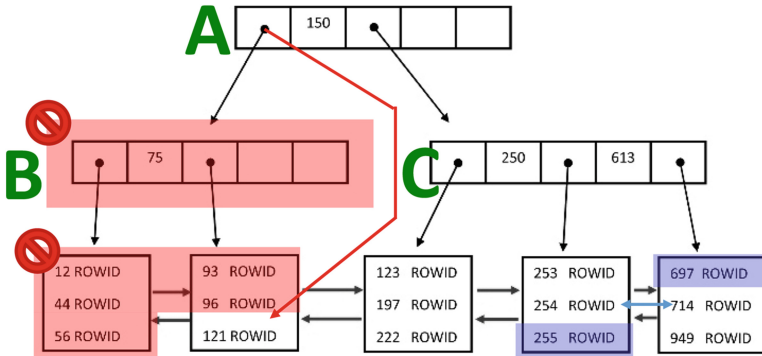 A
150
B
75
C
250
613
12 ROWID
44 ROWID
56 ROWID
93 ROWID
96 ROWID
121 ROWID
123 ROWID
197 ROWID
222 ROWID
253 ROWID
254 ROWID
255 ROWID
697 ROWID
714 ROWID
949 ROWID